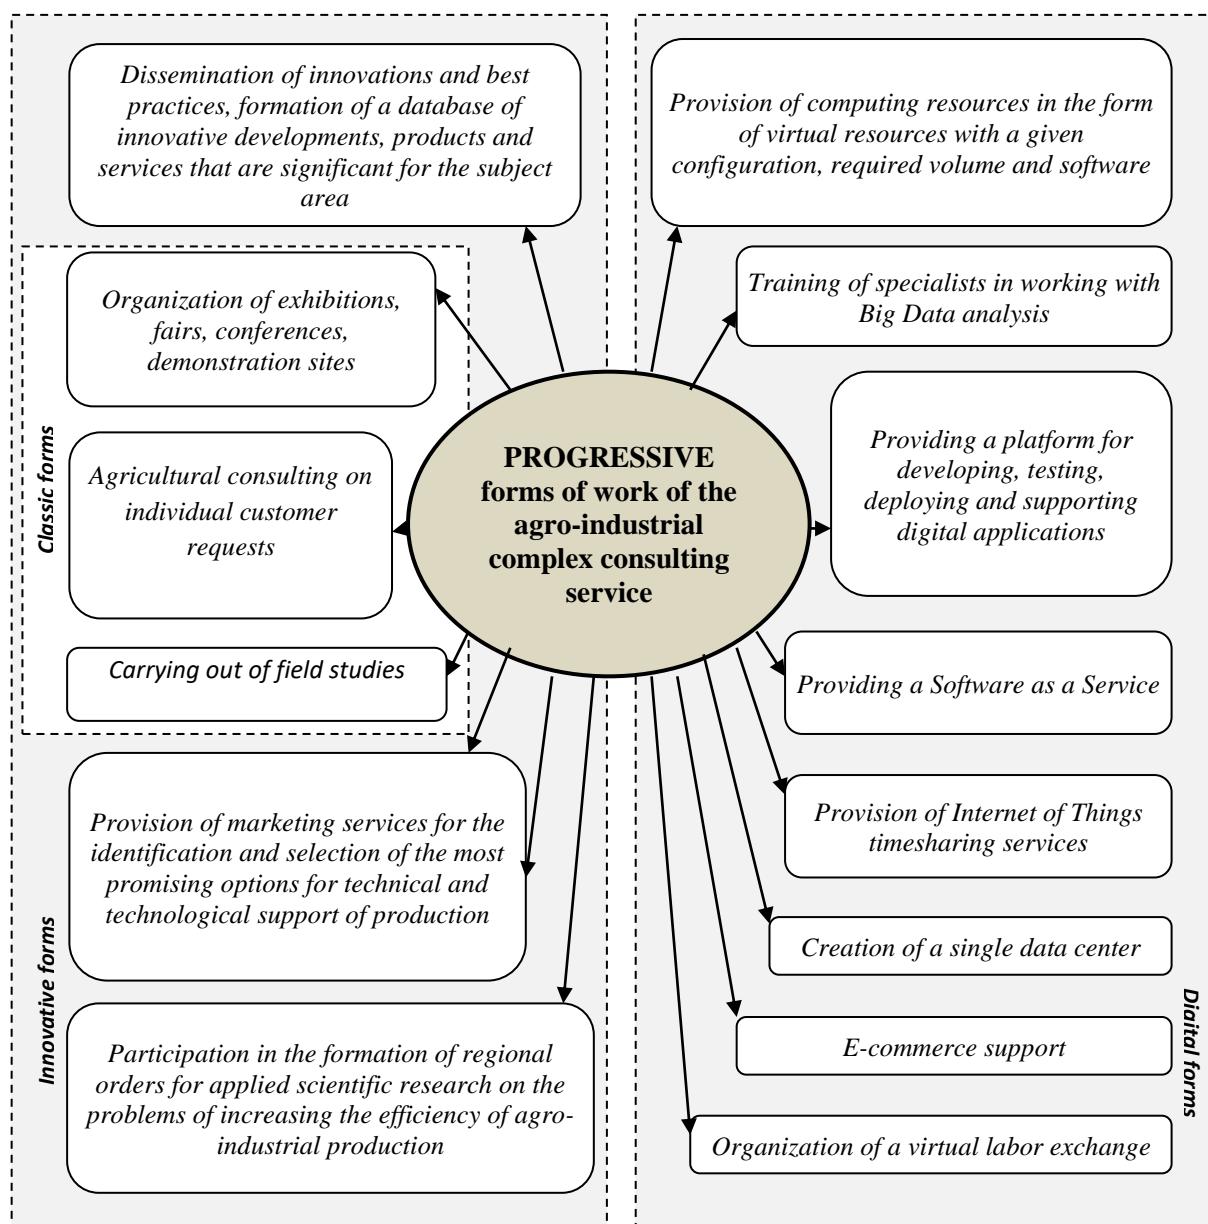 Dissemination of innovations and best
practices, formation of a database of
innovative developments, products and
services that are significant for the subject
area
Organization of exhibitions,
fairs, conferences,
demonstration sites
Classic forms
Agricultural consulting on
individual customer
requests
Carrying out of field studies
Provision of marketing services for the
identification and selection of the most
promising options for technical and
technological support of production
Innovative forms
Participation in the formation of regional
orders for applied scientific research on the
problems of increasing the efficiency of agro-
industrial production
PROGRESSIVE
forms of work of the
agro-industrial
complex consulting
service
Provision of computing resources in the form
of virtual resources with a given
configuration, required volume and software
Training of specialists in working with
Big Data analysis
Providing a platform for
developing, testing,
deploying and supporting
digital applications
Providing a Software as a Service
Provision of Internet of Things
timesharing services
Creation of a single data center
E-commerce support
Organization of a virtual labor exchange
Digital forms